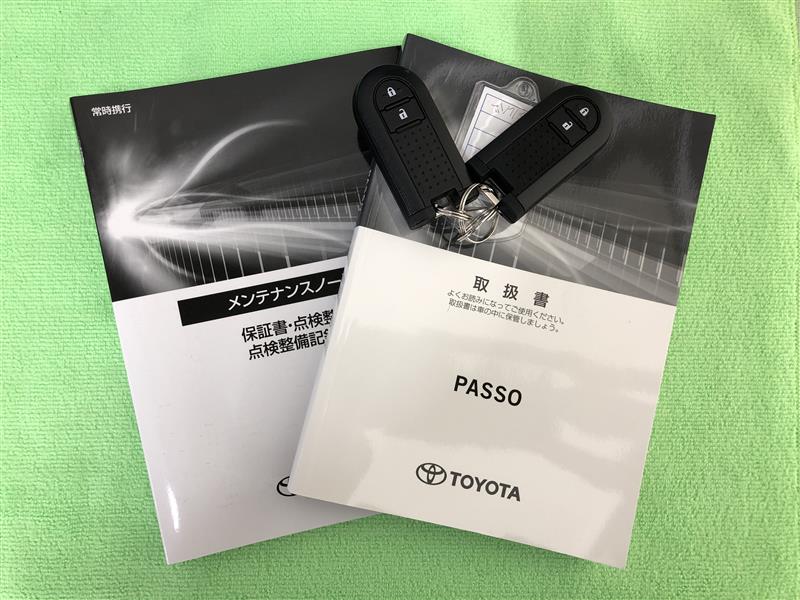 常時携行
メンテナンスノー
保証書・点検整
点検整備記
取扱書
よくお読みになってご使用ください。
取扱書は車の中に保管しましょう。
PASSO
TOYOTA